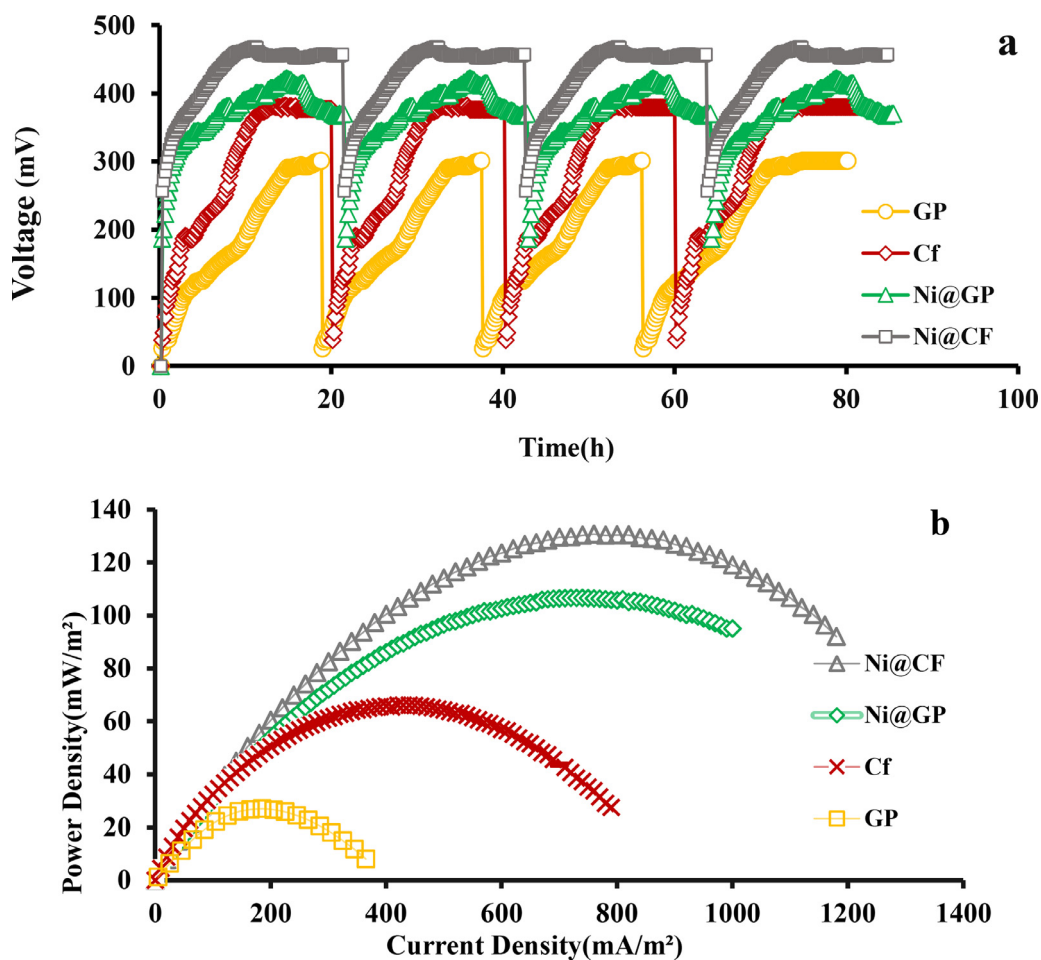 a
500
400
300
200
100
0
Voltage (mV)
GP
Cf
Ni@GP
Ni@CF
0 20 40 60 80 100
Time(h)
b
140
120
100
80
60
40
20
0
Power Density(mW/m²)
Ni@CF
Ni@GP
Cf
GP
0 200 400 600 800 1000 1200 1400
Current Density(mA/m²)